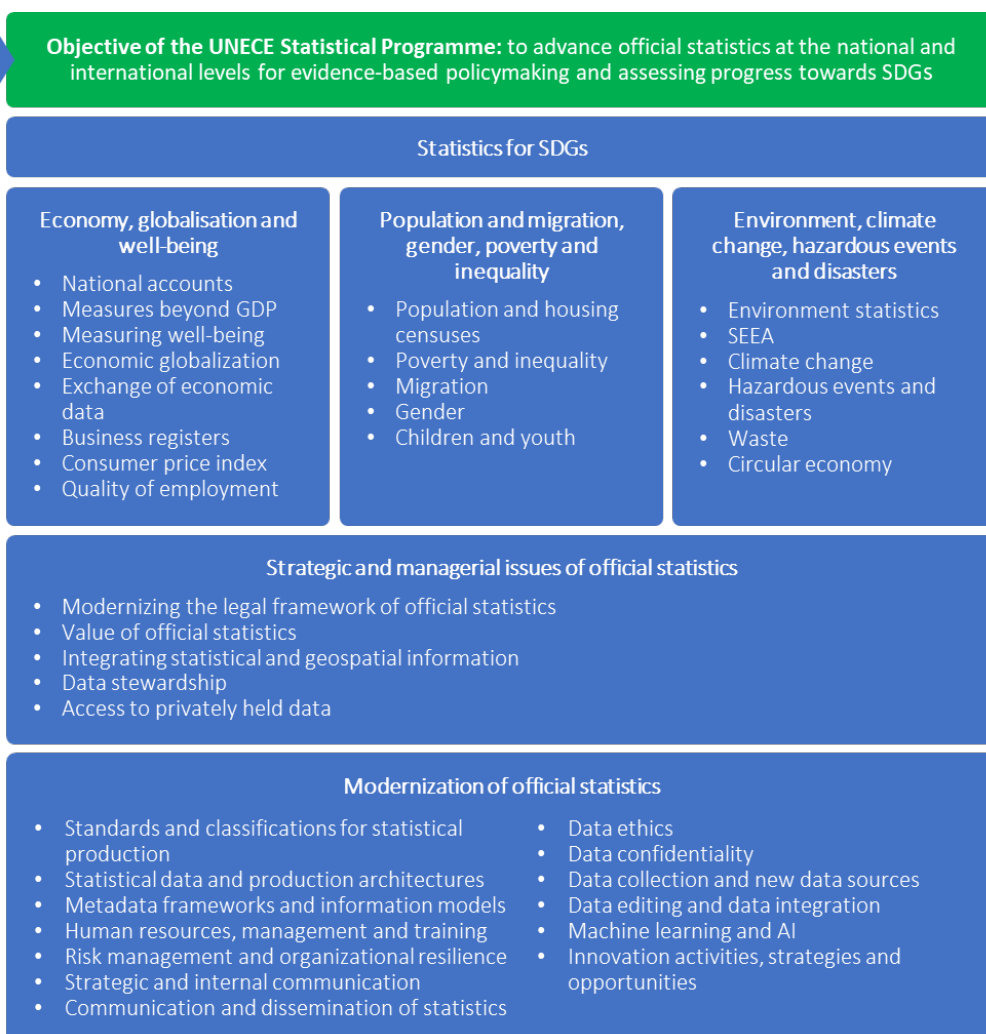 Objective of the UNECE Statistical Programme: to advance official statistics at the national and
international levels for evidence-based policymaking and assessing progress towards SDGs
Statistics for SDGs
Economy, globalisation and
well-being
• National accounts
• Measures beyond GDP
• Measuring well-being
• Economic globalization
• Exchange of economic
data
• Business registers
• Consumer price index
• Quality of employment
Population and migration,
gender, poverty and
inequality
• Population and housing
censuses
• Poverty and inequality
• Migration
• Gender
• Children and youth
Environment, climate
change, hazardous events
and disasters
• Environment statistics
• SEEA
• Climate change
• Hazardous events and
disasters
• Waste
• Circular economy
Strategic and managerial issues of official statistics
• Modernizing the legal framework of official statistics
• Value of official statistics
• Integrating statistical and geospatial information
• Data stewardship
• Access to privately held data
Modernization of official statistics
• Standards and classifications for statistical
production
• Statistical data and production architectures
• Metadata frameworks and information models
• Human resources, management and training
• Risk management and organizational resilience
• Strategic and internal communication
• Communication and dissemination of statistics
• Data ethics
• Data confidentiality
• Data collection and new data sources
• Data editing and data integration
• Machine learning and AI
• Innovation activities, strategies and
opportunities